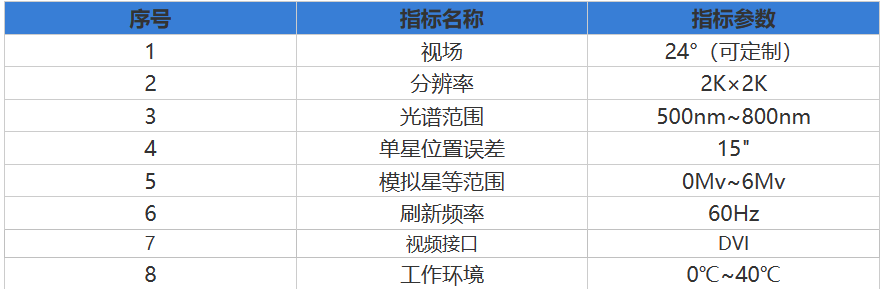 序号 指标名称 指标参数
1 视场 24°（可定制）
2 分辨率 2K×2K
3 光谱范围 500nm~800nm
4 单星位置误差 15"
5 模拟星等范围 0Mv~6Mv
6 刷新频率 60Hz
7 视频接口 DVI
8 工作环境 0℃~40℃